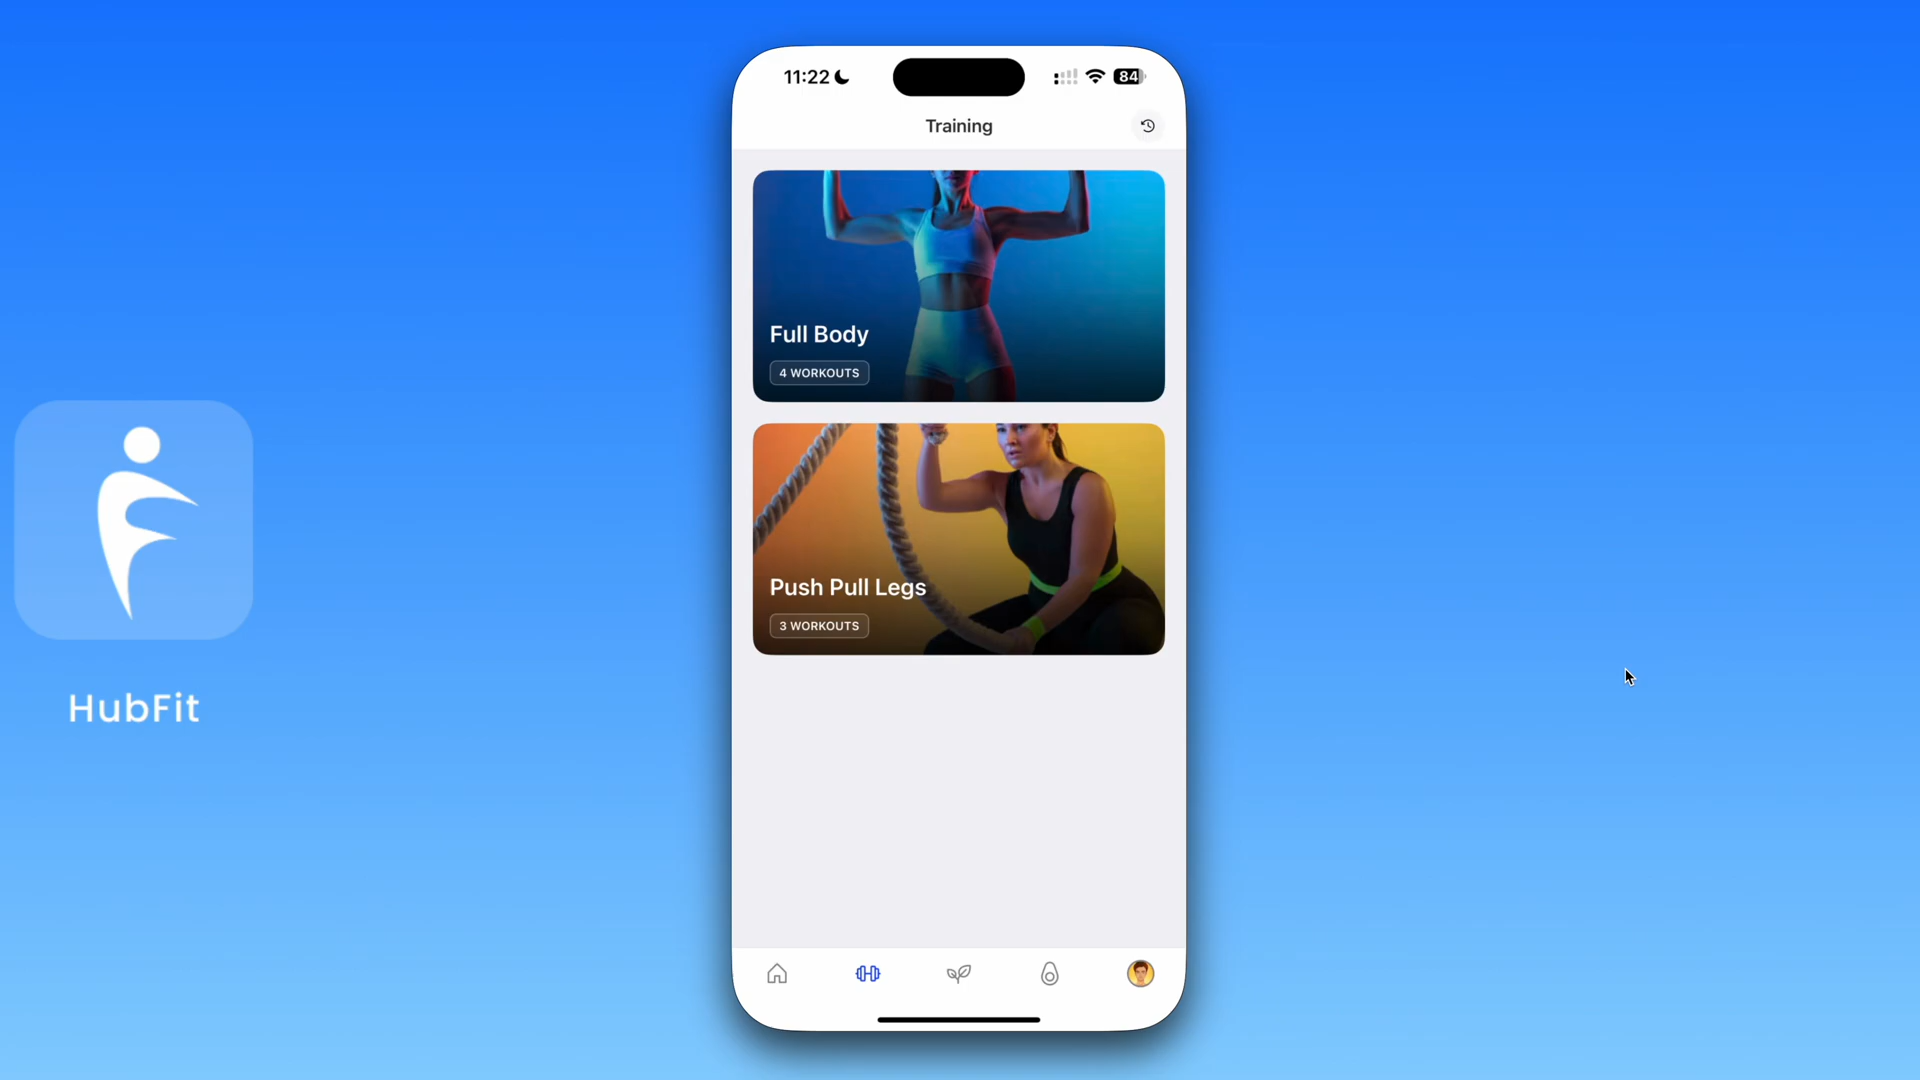 11:22
84
Training
Full Body
4 WORKOUTS
Push Pull Legs
3 WORKOUTS
HubFit